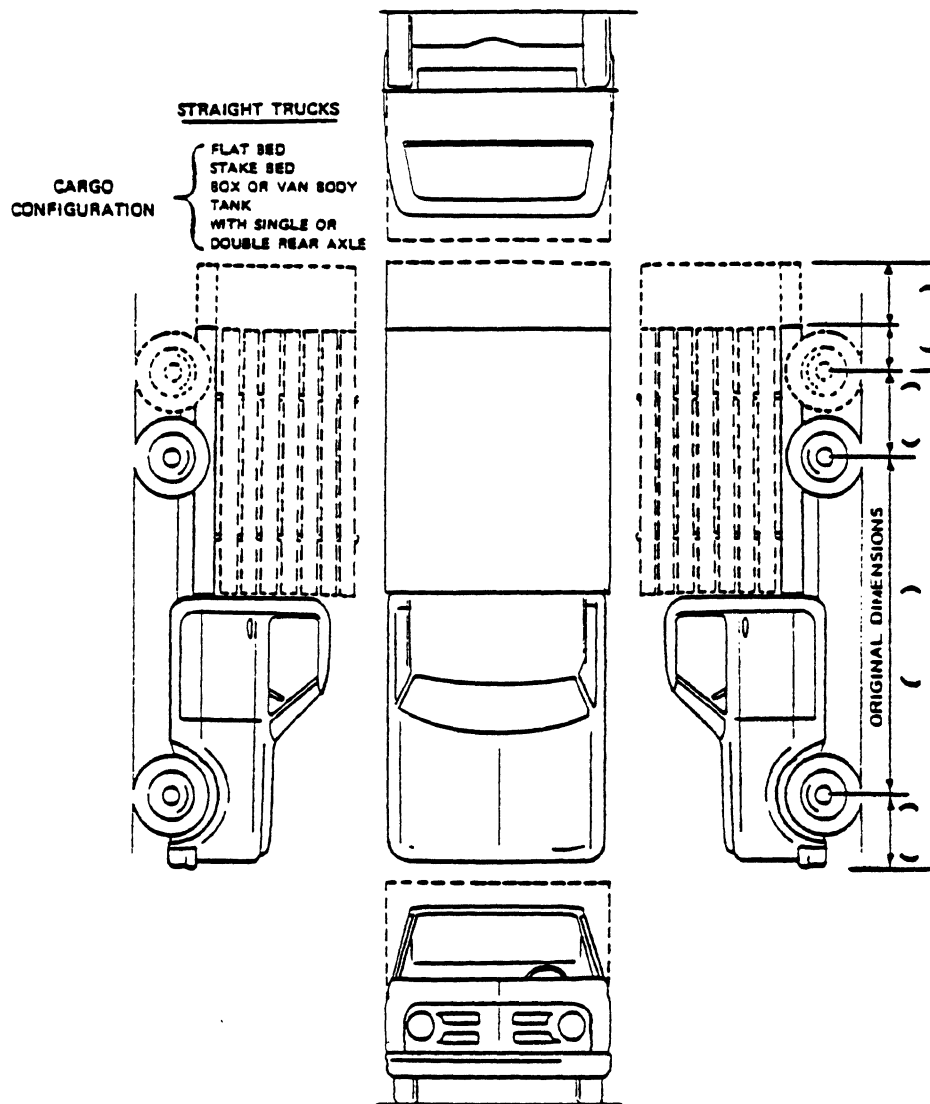 STRAIGHT TRUCKS
CARGO
CONFIGURATION
FLAT BED
STAKE BED
BOX OR VAN BODY
TANK
WITH SINGLE OR
DOUBLE REAR AXLE
ORIGINAL DIMENSIONS